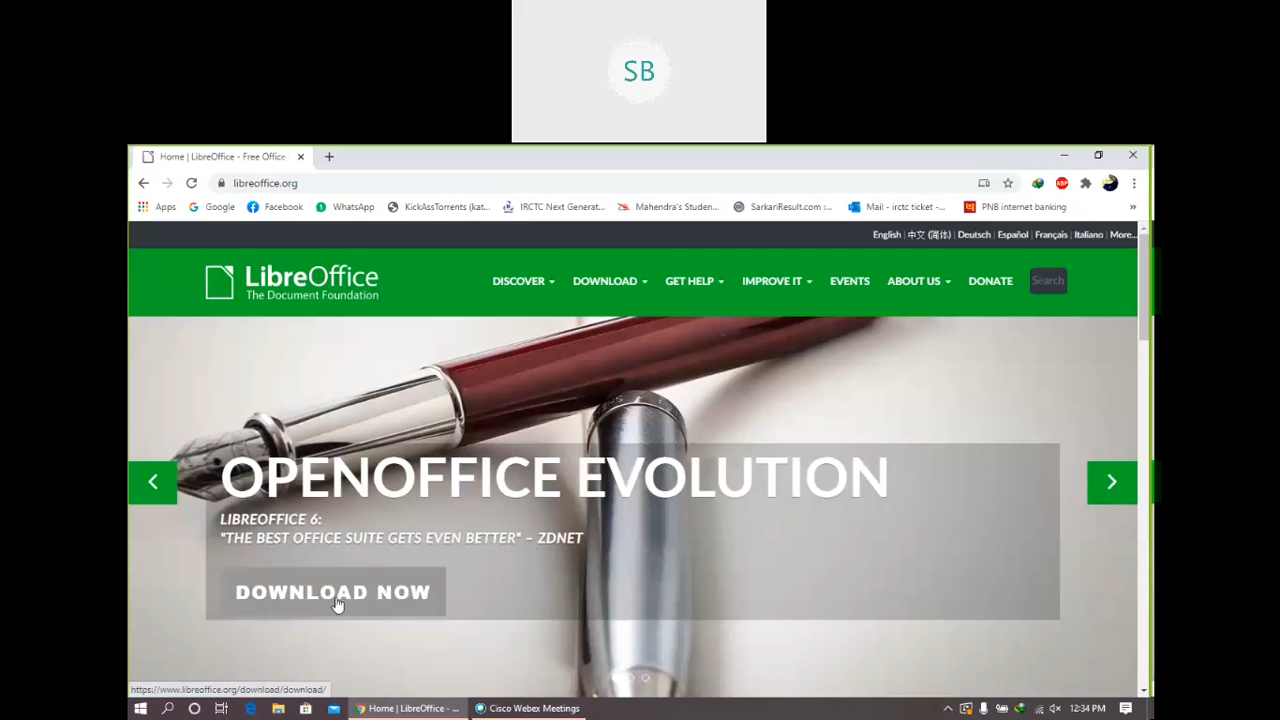 SB
Home | LibreOffice - Free Office
libreoffice.org
ABP
Apps Google Facebook WhatsApp KickAssTorrents (kat... IRCTC Next Generat... Mahendra's Studen... SarkariResult.com :... Mail - irctc ticket -... PNB internet banking »
English | 中文 (简体) | Deutsch | Español | Français | Italiano | More...
LibreOffice
The Document Foundation
DISCOVER DOWNLOAD GET HELP IMPROVE IT EVENTS ABOUT US DONATE Search
OPENOFFICE EVOLUTION
LIBREOFFICE 6:
"THE BEST OFFICE SUITE GETS EVEN BETTER" – ZDNET
DOWNLOAD NOW
https://www.libreoffice.org/download/download/
Home | LibreOffice - ... Cisco Webex Meetings 12:34 PM